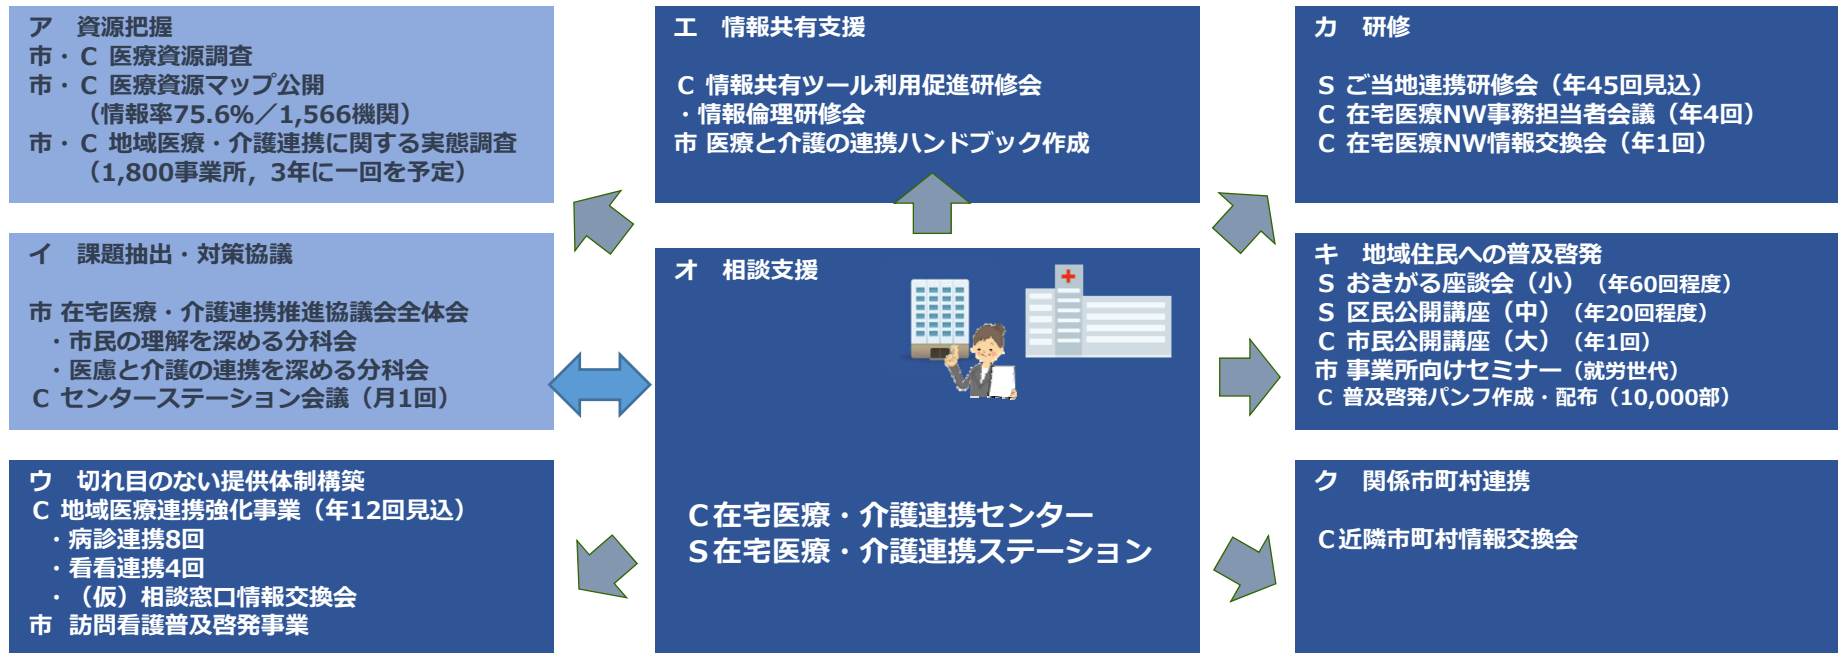 ア　資源把握
市・Ｃ 医療資源調査
市・Ｃ 医療資源マップ公開
（情報率75.6%／1,566機関）
市・Ｃ 地域医療・介護連携に関する実態調査
（1,800事業所，3年に一回を予定）
イ　課題抽出・対策協議
市 在宅医療・介護連携推進協議会全体会
・市民の理解を深める分科会
・医慮と介護の連携を深める分科会
Ｃ センターステーション会議（月1回）
ウ　切れ目のない提供体制構築
Ｃ 地域医療連携強化事業（年12回見込）
・病診連携8回
・看看連携4回
・（仮）相談窓口情報交換会
市 訪問看護普及啓発事業
エ　情報共有支援
Ｃ 情報共有ツール利用促進研修会
・情報倫理研修会
市 医療と介護の連携ハンドブック作成
オ　相談支援
Ｃ在宅医療・介護連携センター
Ｓ在宅医療・介護連携ステーション
カ　研修
Ｓ ご当地連携研修会（年45回見込）
Ｃ 在宅医療NW事務担当者会議（年4回）
Ｃ 在宅医療NW情報交換会（年1回）
キ　地域住民への普及啓発
Ｓ おきがる座談会（小）（年60回程度）
Ｓ 区民公開講座（中）（年20回程度）
Ｃ 市民公開講座（大）（年1回）
市 事業所向けセミナー（就労世代）
Ｃ 普及啓発パンフ作成・配布（10,000部）
ク　関係市町村連携
Ｃ近隣市町村情報交換会